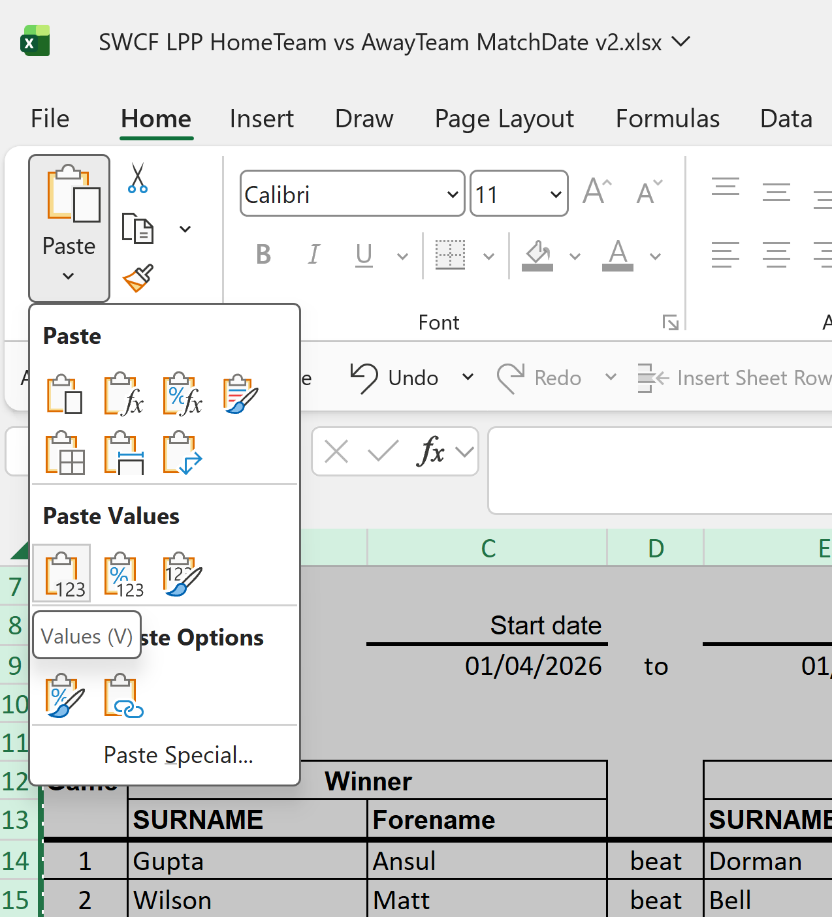 SWCF LPP HomeTeam vs AwayTeam MatchDate v2.xlsx
File Home Insert Draw Page Layout Formulas Data
Paste
Calibri 11
B I U A
Font
Undo Redo Insert Sheet Row
Paste
fx
Paste Values
123 % 123 123
Values (V)
Options
Paste Special...
C D E
7
8 Start date
9 01/04/2026 to 01/
10
11
12 Winner
13 SURNAME Forename SURNAME
14 1 Gupta Ansul beat Dorman
15 2 Wilson Matt beat Bell